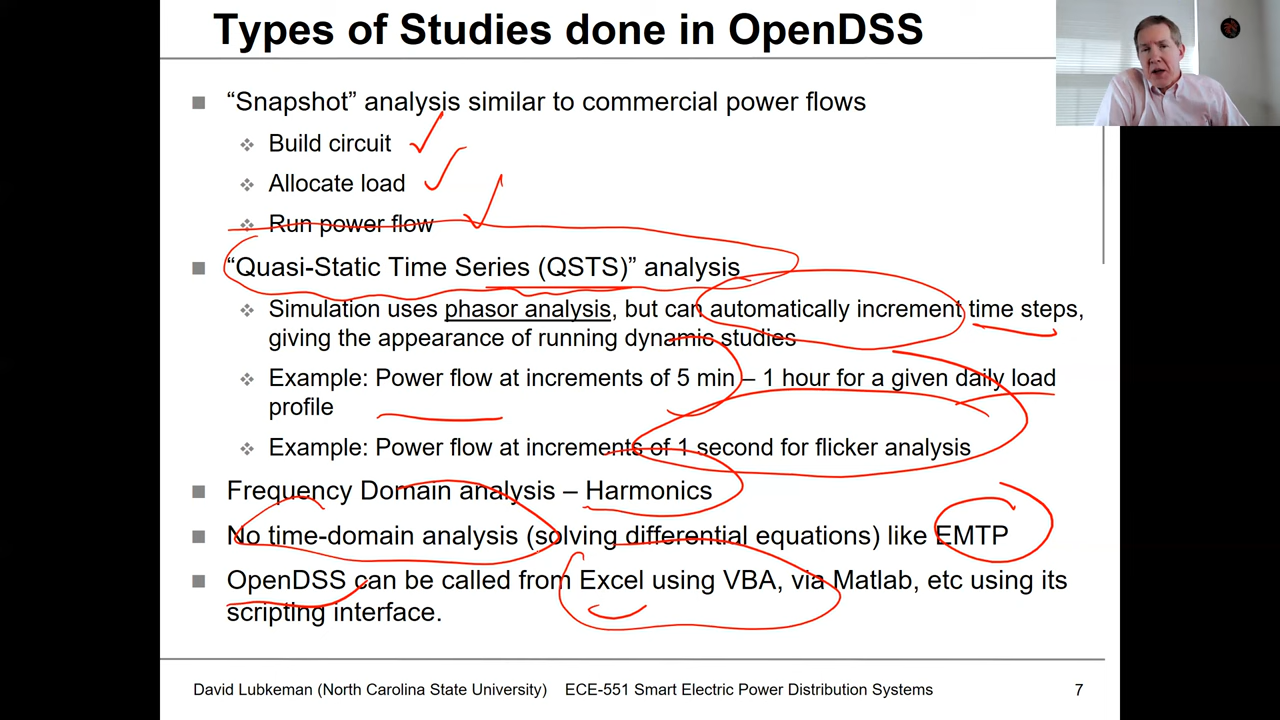 Types of Studies done in OpenDSS
“Snapshot” analysis similar to commercial power flows
Build circuit
Allocate load
Run power flow
“Quasi-Static Time Series (QSTS)” analysis
Simulation uses phasor analysis, but can automatically increment time steps,
giving the appearance of running dynamic studies
Example: Power flow at increments of 5 min – 1 hour for a given daily load
profile
Example: Power flow at increments of 1 second for flicker analysis
Frequency Domain analysis – Harmonics
No time-domain analysis (solving differential equations) like EMTP
OpenDSS can be called from Excel using VBA, via Matlab, etc using its
scripting interface.
David Lubkeman (North Carolina State University) ECE-551 Smart Electric Power Distribution Systems 7